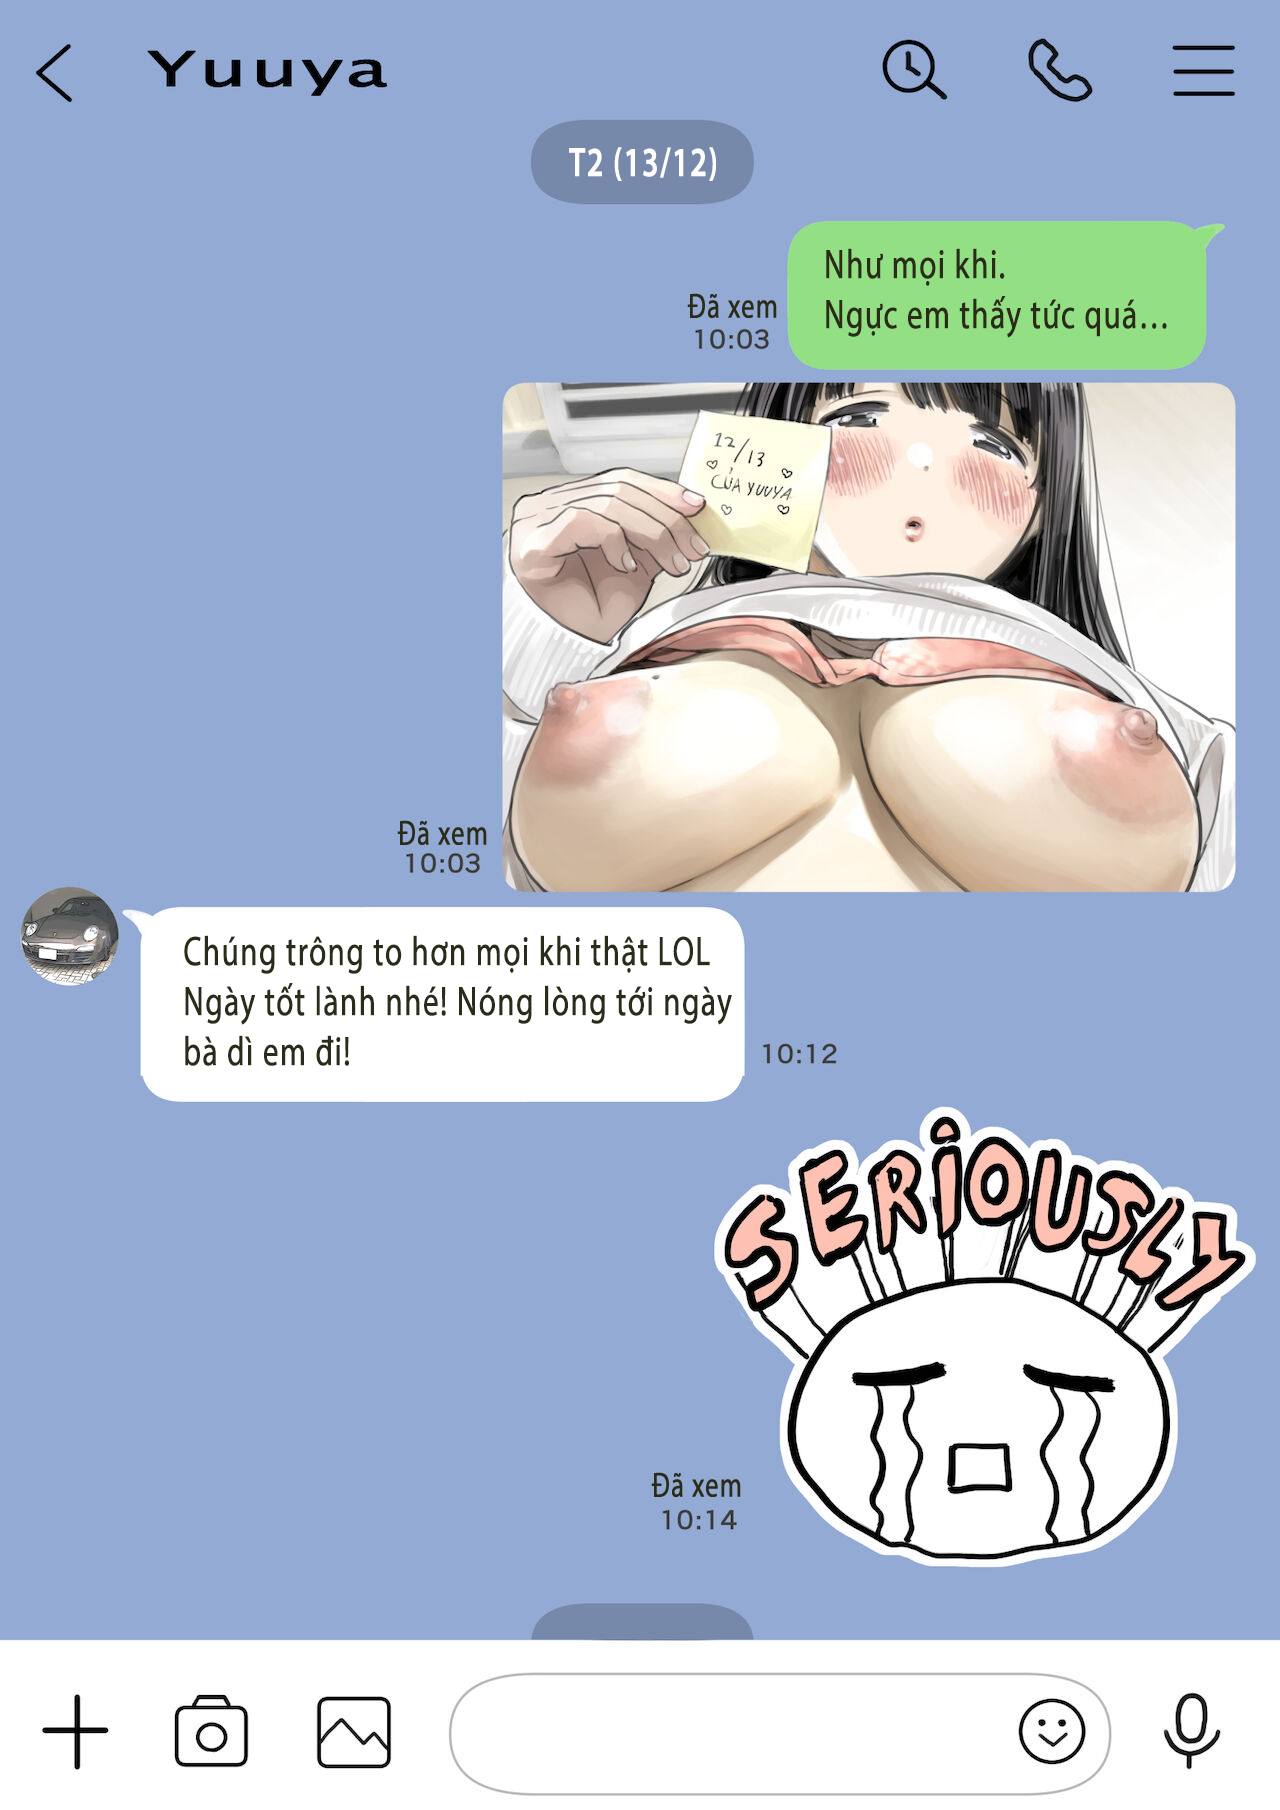 Yuuya
T2 (13/12)
Như mọi khi.
Ngực em thấy tức quá...
Đã xem
10:03
12/13
CỦA YUUYA
Đã xem
10:03
Chúng trông to hơn mọi khi thật LOL
Ngày tốt lành nhé! Nóng lòng tới ngày
bà dì em đi!
10:12
SERiOUSLY
Đã xem
10:14